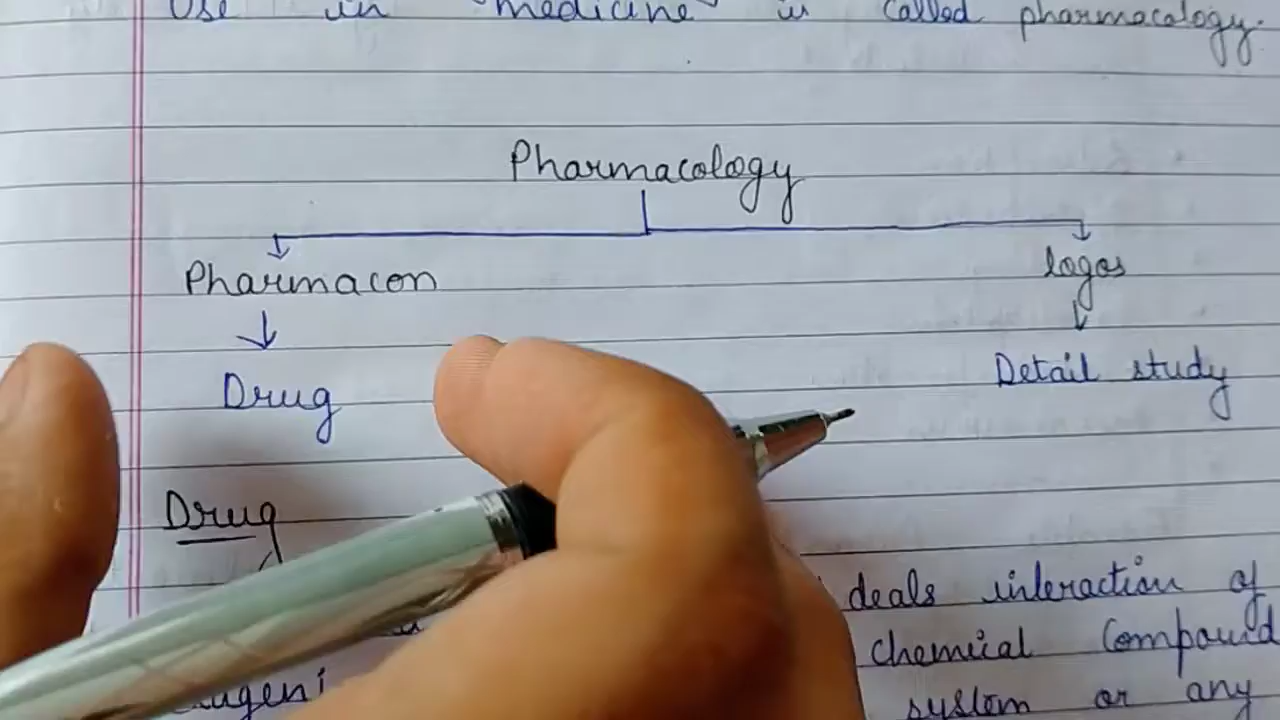 Use in "medicine" is called pharmacology.
Pharmacology
Pharmacon logos
Drug Detail study
Drug
deals interaction of
chemical Compound
system or any